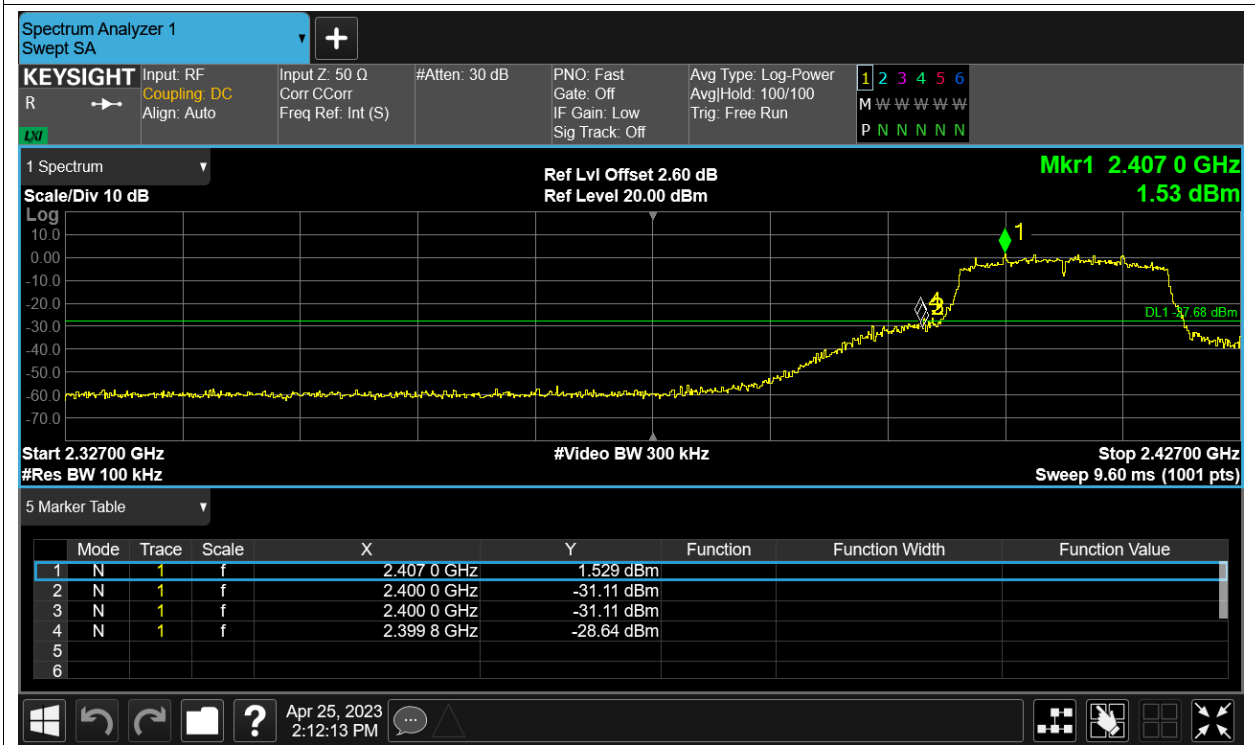 Spectrum Analyzer 1
Swept SA
+
KEYSIGHT
R
LXI
Input: RF
Coupling: DC
Align: Auto
Input Z: 50 Ω
Corr CCorr
Freq Ref: Int (S)
#Atten: 30 dB
PNO: Fast
Gate: Off
IF Gain: Low
Sig Track: Off
Avg Type: Log-Power
Avg|Hold: 100/100
Trig: Free Run
1 2 3 4 5 6
M W W W W W
P N N N N N
1 Spectrum
Scale/Div 10 dB
Ref Lvl Offset 2.60 dB
Ref Level 20.00 dBm
Mkr1 2.407 0 GHz
1.53 dBm
Log
10.0
0.00
-10.0
-20.0
-30.0
-40.0
-50.0
-60.0
-70.0
1
DL1 -27.68 dBm
Start 2.32700 GHz
#Res BW 100 kHz
#Video BW 300 kHz
Stop 2.42700 GHz
Sweep 9.60 ms (1001 pts)
5 Marker Table
Mode Trace Scale X Y Function Function Width Function Value
1 N 1 f 2.407 0 GHz 1.529 dBm
2 N 1 f 2.400 0 GHz -31.11 dBm
3 N 1 f 2.400 0 GHz -31.11 dBm
4 N 1 f 2.399 8 GHz -28.64 dBm
5
6
?
Apr 25, 2023
2:12:13 PM